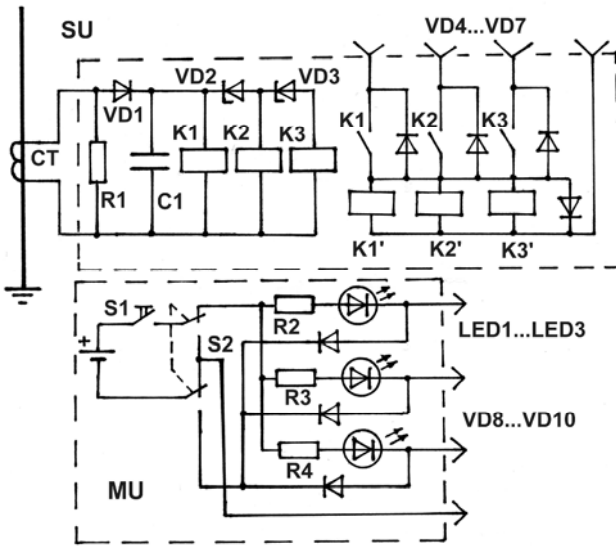 SU
VD4...VD7
VD1
VD2
VD3
K1
K2
K3
K1
K2
K3
CT
R1
C1
K1'
K2'
K3'
S1
S2
+
R2
LED1...LED3
R3
VD8...VD10
R4
MU